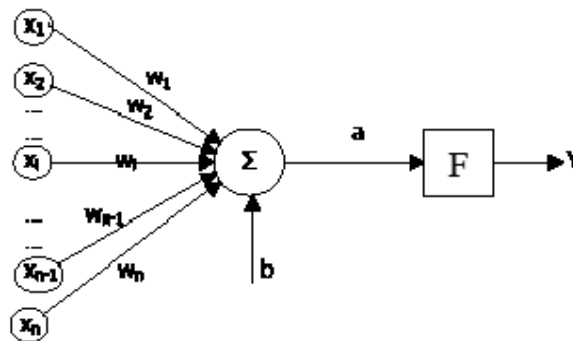 x₁
w₁
x₂
w₂
... ...
a
xᵢ
wᵢ
Σ
F
Y
... ...
wₙ₋₁
xₙ₋₁
wₙ
b
xₙ